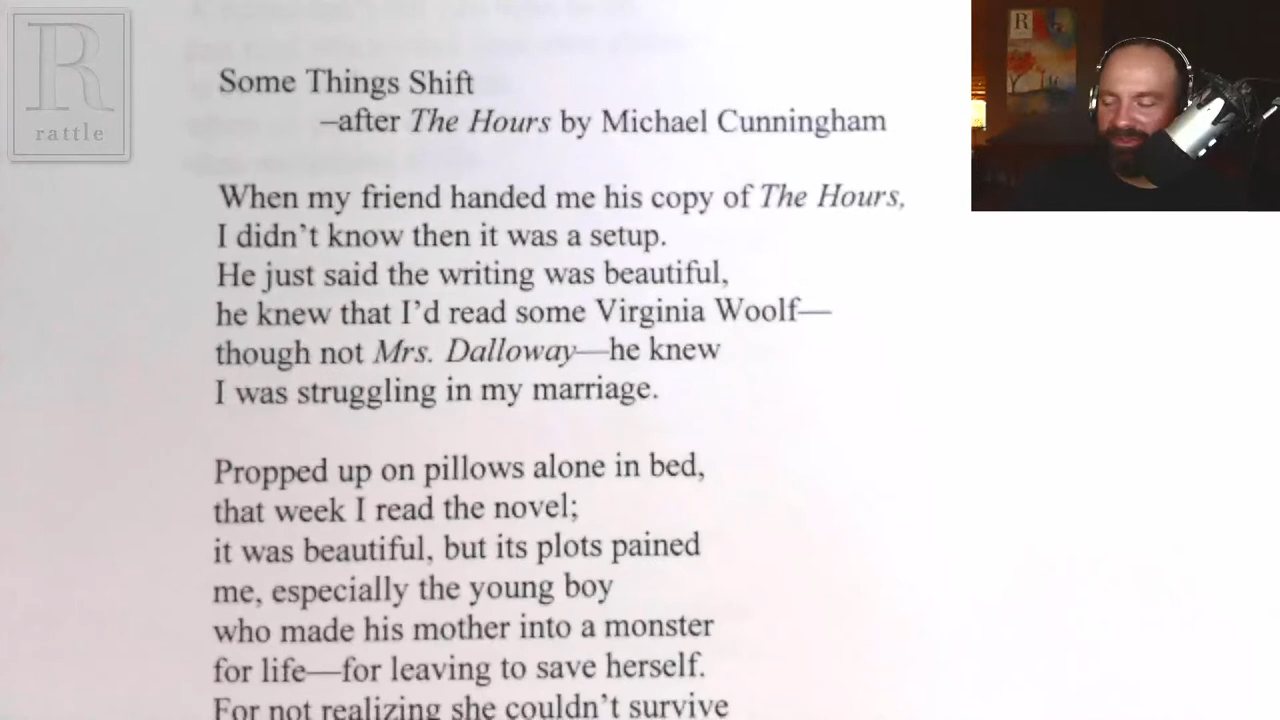 R
rattle
Some Things Shift
–after The Hours by Michael Cunningham
When my friend handed me his copy of The Hours,
I didn’t know then it was a setup.
He just said the writing was beautiful,
he knew that I’d read some Virginia Woolf—
though not Mrs. Dalloway—he knew
I was struggling in my marriage.
Propped up on pillows alone in bed,
that week I read the novel;
it was beautiful, but its plots pained
me, especially the young boy
who made his mother into a monster
for life—for leaving to save herself.
For not realizing she couldn’t survive
R